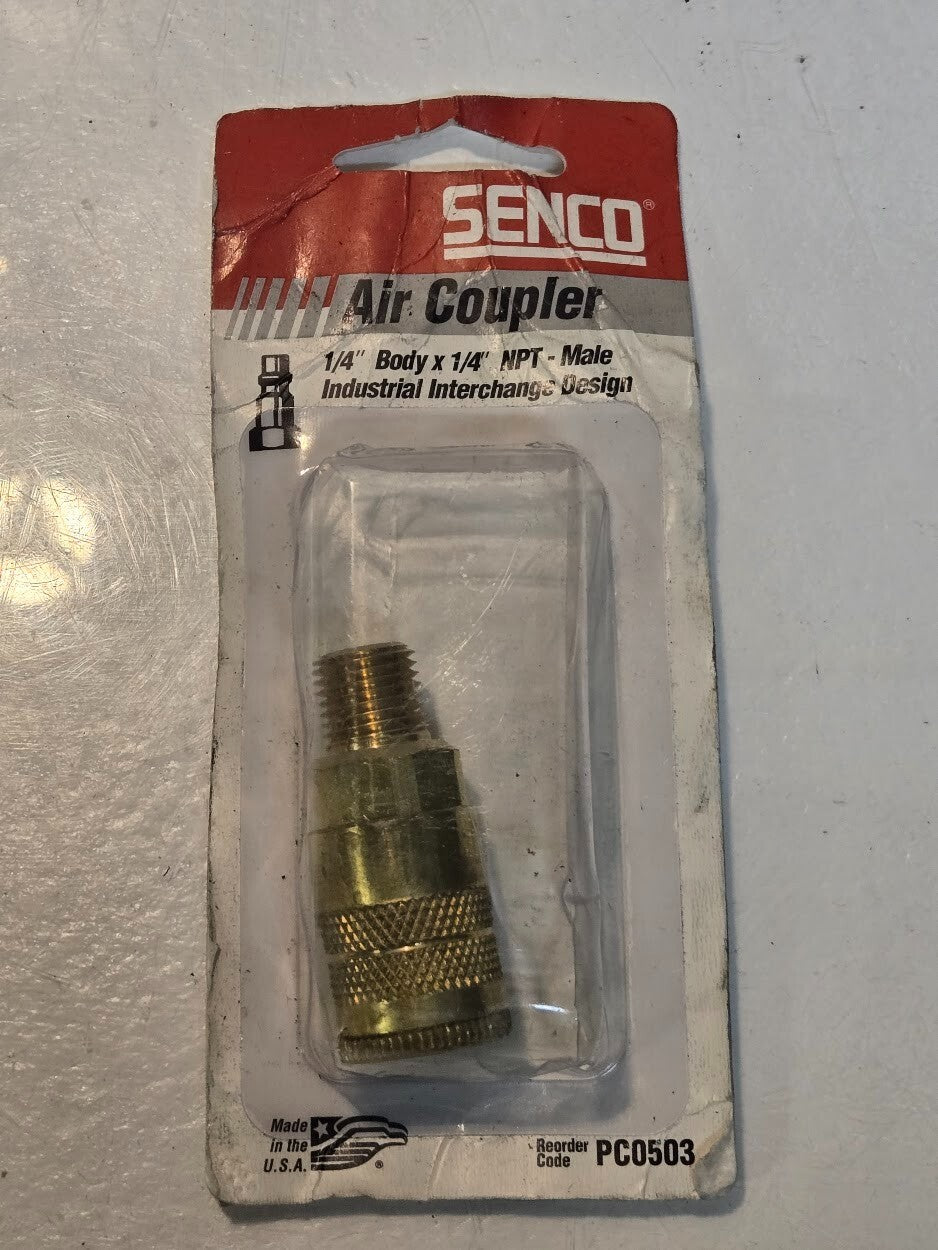 SENCO®
Air Coupler
1/4" Body x 1/4" NPT - Male
Industrial Interchange Design
Made
in the
U.S.A.
®
Reorder
Code PC0503